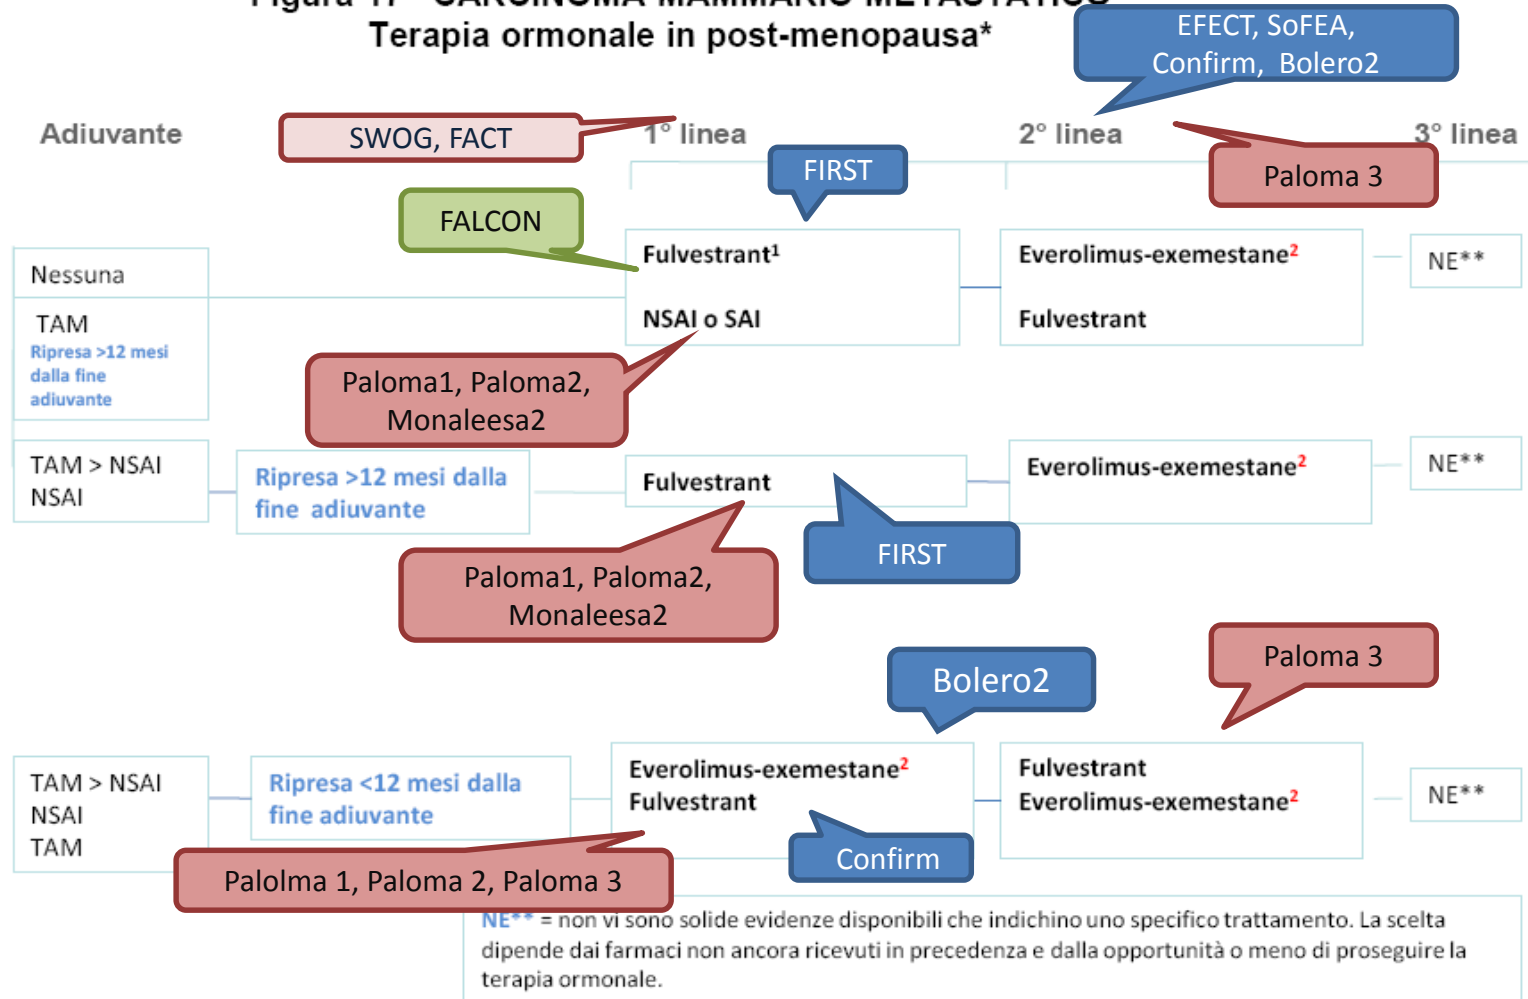 Figura 17 - CARCINOMA MAMMARIO METASTATICO
Terapia ormonale in post-menopausa*
EFECT, SoFEA,
Confirm, Bolero2
Adiuvante
SWOG, FACT
1° linea
2° linea
3° linea
FIRST
Paloma 3
FALCON
Nessuna
TAM
Ripresa >12 mesi
dalla fine
adiuvante
Fulvestrant¹
NSAI o SAI
Everolimus-exemestane²
Fulvestrant
NE**
Paloma1, Paloma2,
Monaleesa2
TAM > NSAI
NSAI
Ripresa >12 mesi dalla
fine adiuvante
Fulvestrant
Everolimus-exemestane²
NE**
FIRST
Paloma1, Paloma2,
Monaleesa2
Paloma 3
Bolero2
TAM > NSAI
NSAI
TAM
Ripresa <12 mesi dalla
fine adiuvante
Everolimus-exemestane²
Fulvestrant
Fulvestrant
Everolimus-exemestane²
NE**
Confirm
Palolma 1, Paloma 2, Paloma 3
NE** = non vi sono solide evidenze disponibili che indichino uno specifico trattamento. La scelta
dipende dai farmaci non ancora ricevuti in precedenza e dalla opportunità o meno di proseguire la
terapia ormonale.